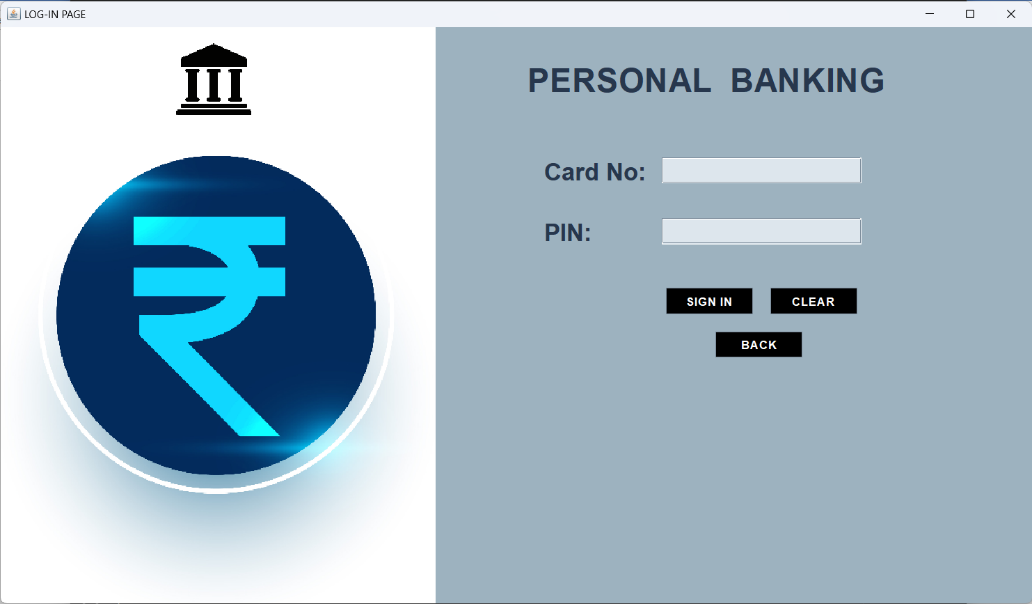 LOG-IN PAGE
PERSONAL BANKING
Card No:
PIN:
SIGN IN CLEAR
BACK
₹